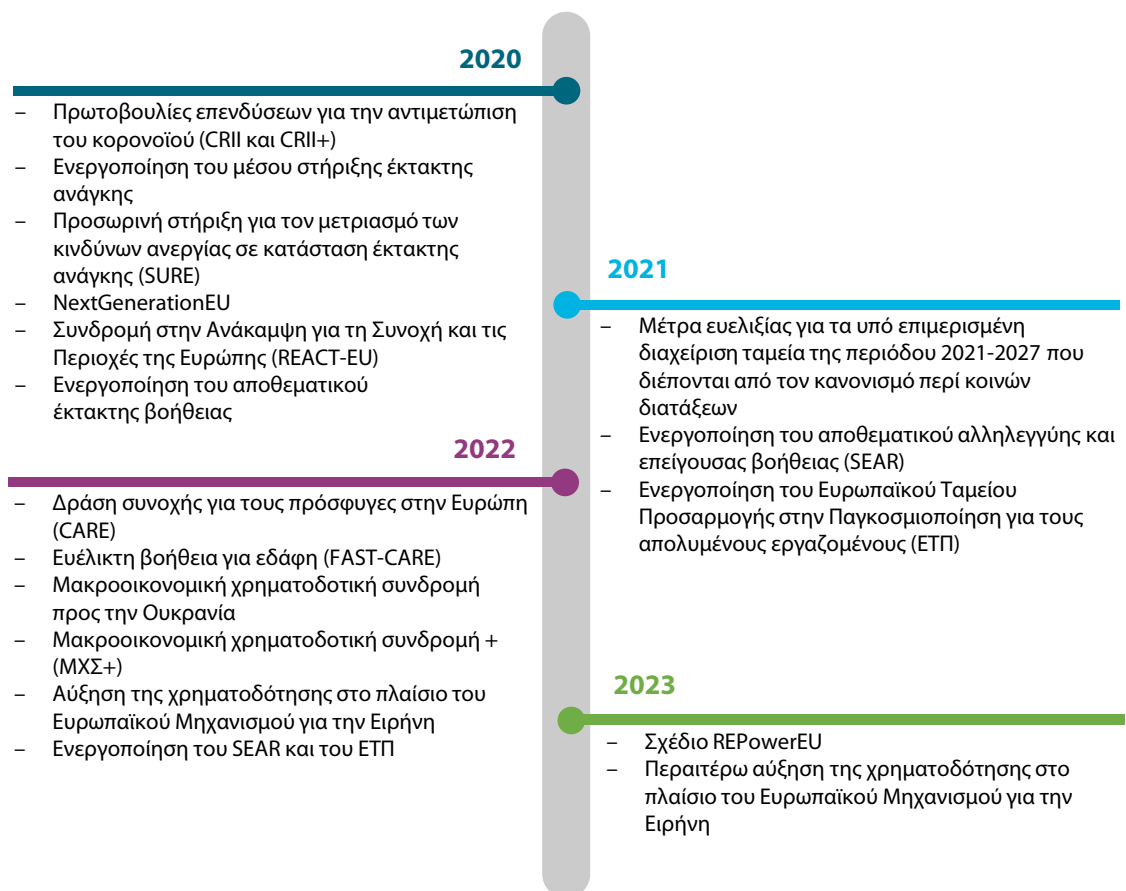 2020
– Πρωτοβουλίες επενδύσεων για την αντιμετώπιση
του κορονοϊού (CRII και CRII+)
– Ενεργοποίηση του μέσου στήριξης έκτακτης
ανάγκης
– Προσωρινή στήριξη για τον μετριασμό των
κινδύνων ανεργίας σε κατάσταση έκτακτης
ανάγκης (SURE)
– NextGenerationEU
– Συνδρομή στην Ανάκαμψη για τη Συνοχή και τις
Περιοχές της Ευρώπης (REACT-EU)
– Ενεργοποίηση του αποθεματικού
έκτακτης βοήθειας
2021
– Μέτρα ευελιξίας για τα υπό επιμερισμένη
διαχείριση ταμεία της περιόδου 2021-2027 που
διέπονται από τον κανονισμό περί κοινών
διατάξεων
– Ενεργοποίηση του αποθεματικού αλληλεγγύης και
επείγουσας βοήθειας (SEAR)
– Ενεργοποίηση του Ευρωπαϊκού Ταμείου
Προσαρμογής στην Παγκοσμιοποίηση για τους
απολυμένους εργαζομένους (ΕΤΠ)
2022
– Δράση συνοχής για τους πρόσφυγες στην Ευρώπη
(CARE)
– Ευέλικτη βοήθεια για εδάφη (FAST-CARE)
– Μακροοικονομική χρηματοδοτική συνδρομή
προς την Ουκρανία
– Μακροοικονομική χρηματοδοτική συνδρομή +
(ΜΧΣ+)
– Αύξηση της χρηματοδότησης στο πλαίσιο του
Ευρωπαϊκού Μηχανισμού για την Ειρήνη
– Ενεργοποίηση του SEAR και του ΕΤΠ
2023
– Σχέδιο REPowerEU
– Περαιτέρω αύξηση της χρηματοδότησης στο
πλαίσιο του Ευρωπαϊκού Μηχανισμού για την
Ειρήνη